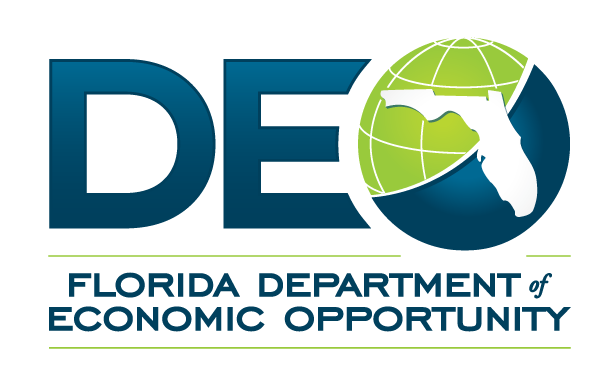 DEO
FLORIDA DEPARTMENT of
ECONOMIC OPPORTUNITY